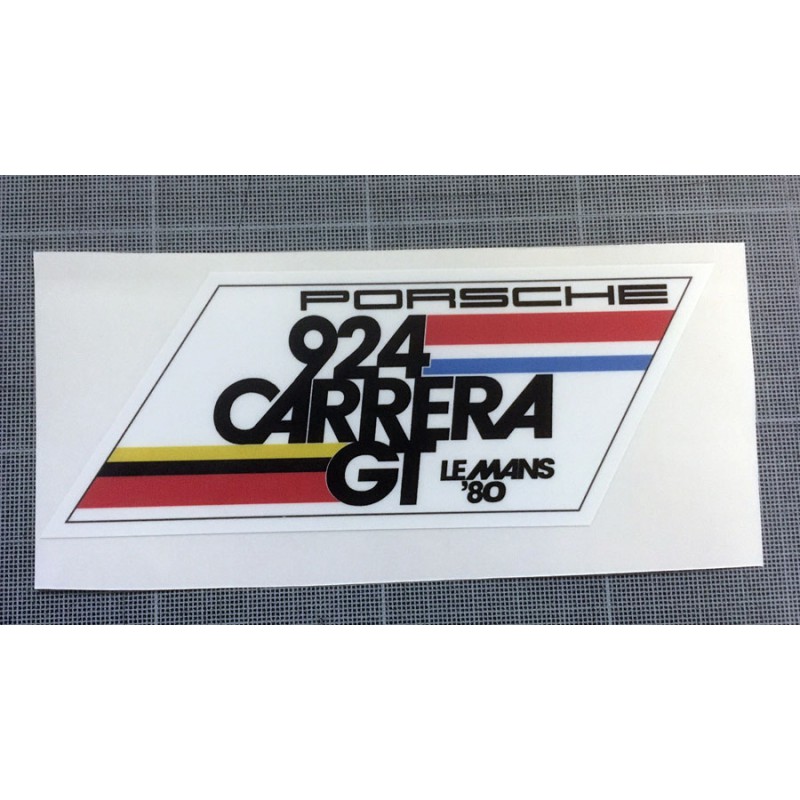 PORSCHE
924
CARRERA
GT
LE MANS
'80